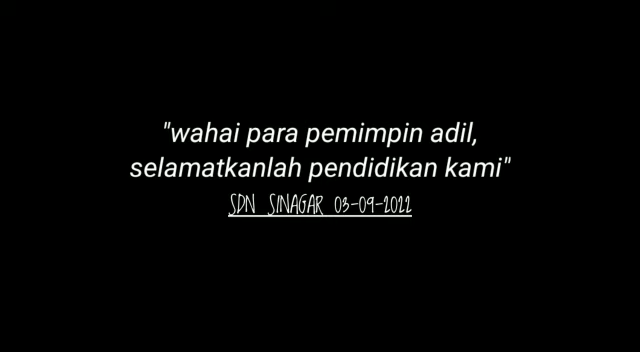 "wahai para pemimpin adil,
selamatkanlah pendidikan kami"
SDN SINAGAR 03-09-2022